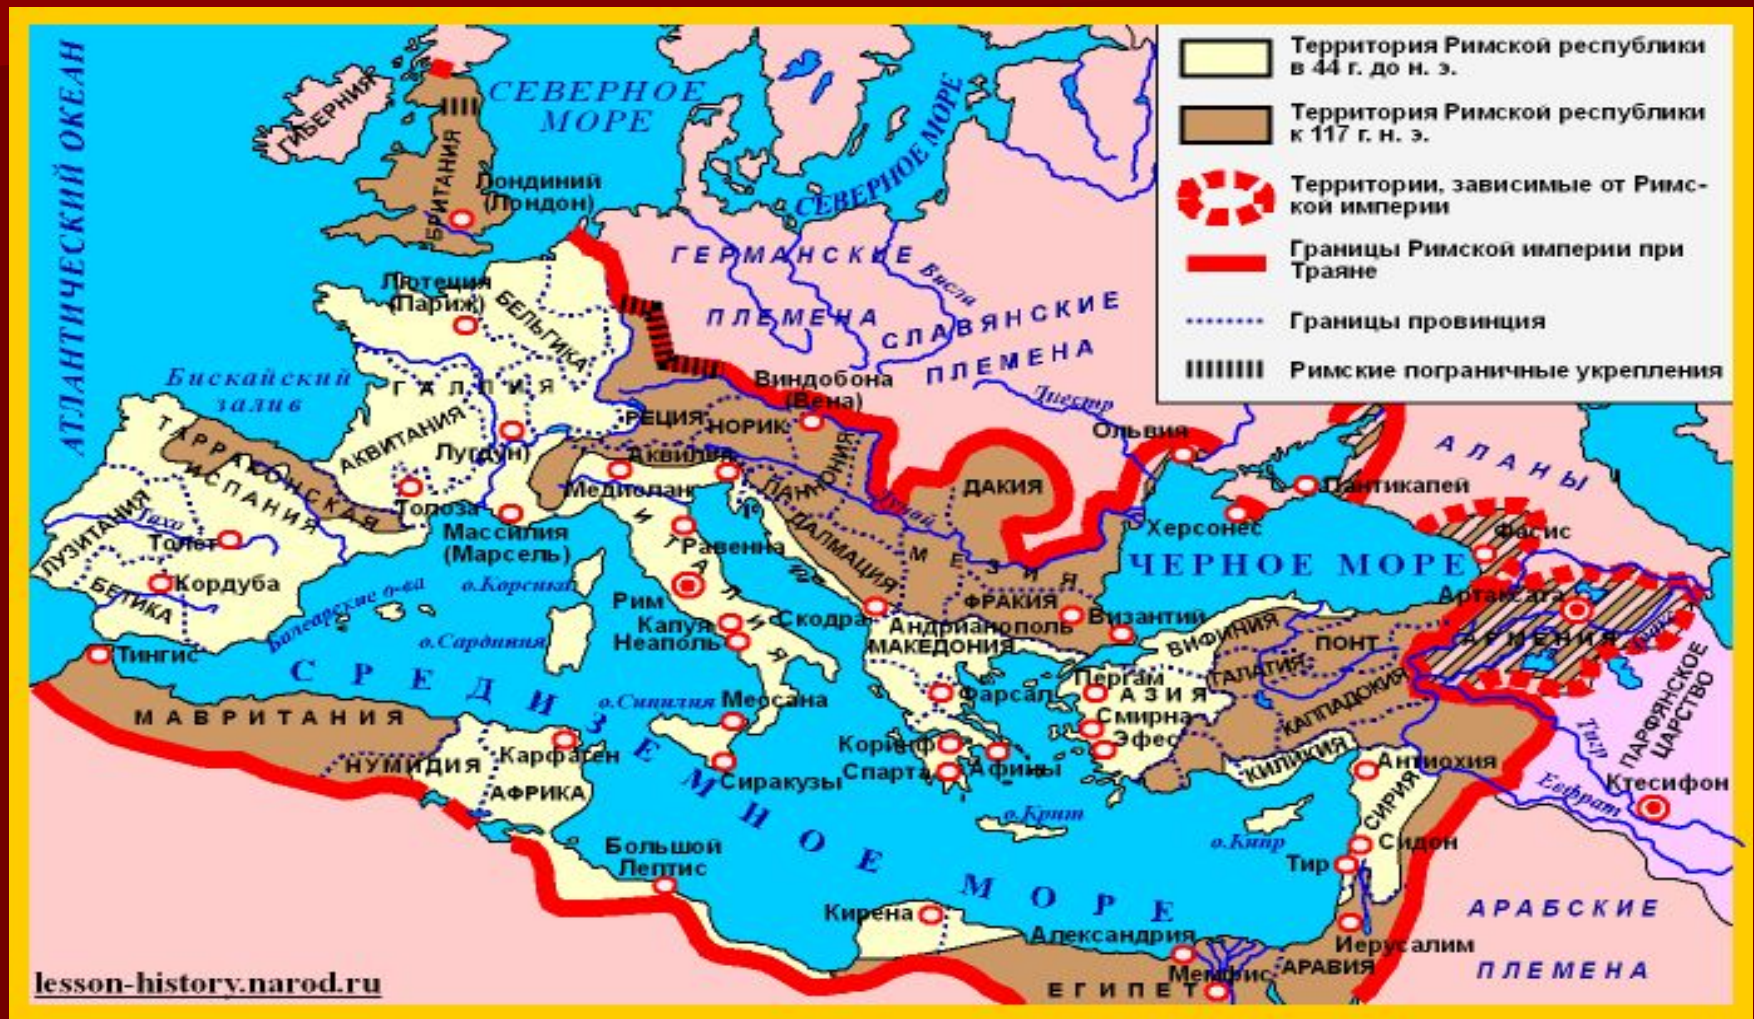 Территория Римской республики
в 44 г. до н. э.
Территория Римской республики
к 117 г. н. э.
Территории, зависимые от Римс-
кой империи
Границы Римской империи при
Траяне
Границы провинция
Римские пограничные укрепления
АТЛАНТИЧЕСКИЙ ОКЕАН
СЕВЕРНОЕ
МОРЕ
СЕВЕРНОЕ МОРЕ
ГИБЕРНИЯ
БРИТАНИЯ
Лондиний
(Лондон)
ГЕРМАНСКИЕ
ПЛЕМЕНА
Висла
СЛАВЯНСКИЕ
ПЛЕМЕНА
Днестр
Лютеция
(Париж)
БЕЛЬГИКА
ГАЛЛИЯ
Бискайский
залив
АКВИТАНИЯ
Лугдун)
Толоза
Массилия
(Марсель)
ТАРРАКОНСКАЯ
ИСПАНИЯ
ЛУЗИТАНИЯ
Тахо
Толет
Кордуба
БЕТИКА
Балеарские о-ва
о.Корсика
о.Сардиния
Тингис
РЕЦИЯ
НОРИК
Виндобона
(Вена)
Аквилея
Медиолан
ПАННОНИЯ
ДАЛМАЦИЯ
Дунай
ДАКИЯ
МЕЗИЯ
ФРАКИЯ
ИТАЛИЯ
Равенна
Рим
Капуя
Неаполь
Скодра
Андрианополь
Византий
МАКЕДОНИЯ
Ольвия
Пантикапей
Херсонес
АЛАНЫ
ЧЕРНОЕ МОРЕ
Фасис
Артаксата
АРМЕНИЯ
ВИФИНИЯ
ПОНТ
ГАЛАТИЯ
КАППАДОКИЯ
Пергам
АЗИЯ
Смирна
Эфес
КИЛИКИЯ
Фарсал
Коринф
Спарта
Афины
о.Крит
о.Кипр
Антиохия
СИРИЯ
Сидон
Тир
Иерусалим
АРАВИЯ
ПАРФЯНСКОЕ
ЦАРСТВО
Тигр
Евфрат
Ктесифон
АРАБСКИЕ
ПЛЕМЕНА
СРЕДИЗЕМНОЕ МОРЕ
о.Сицилия
Мессана
Сиракузы
МАВРИТАНИЯ
НУМИДИЯ
Карфаген
АФРИКА
Большой
Лептис
Кирена
Александрия
Мемфис
ЕГИПЕТ
lesson-history.narod.ru